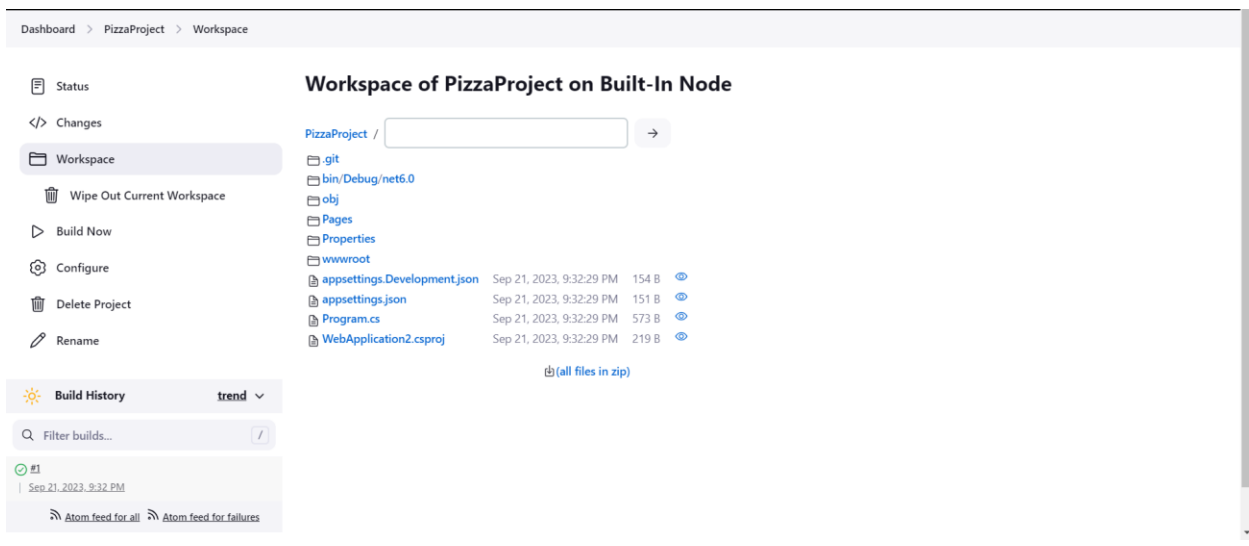 Dashboard > PizzaProject > Workspace
Status
Changes
Workspace
Wipe Out Current Workspace
Build Now
Configure
Delete Project
Rename
Build History trend
Filter builds... /
#1
Sep 21, 2023, 9:32 PM
Atom feed for all Atom feed for failures
Workspace of PizzaProject on Built-In Node
PizzaProject /
.git
bin/Debug/net6.0
obj
Pages
Properties
wwwroot
appsettings.Development.json Sep 21, 2023, 9:32:29 PM 154 B
appsettings.json Sep 21, 2023, 9:32:29 PM 151 B
Program.cs Sep 21, 2023, 9:32:29 PM 573 B
WebApplication2.csproj Sep 21, 2023, 9:32:29 PM 219 B
(all files in zip)